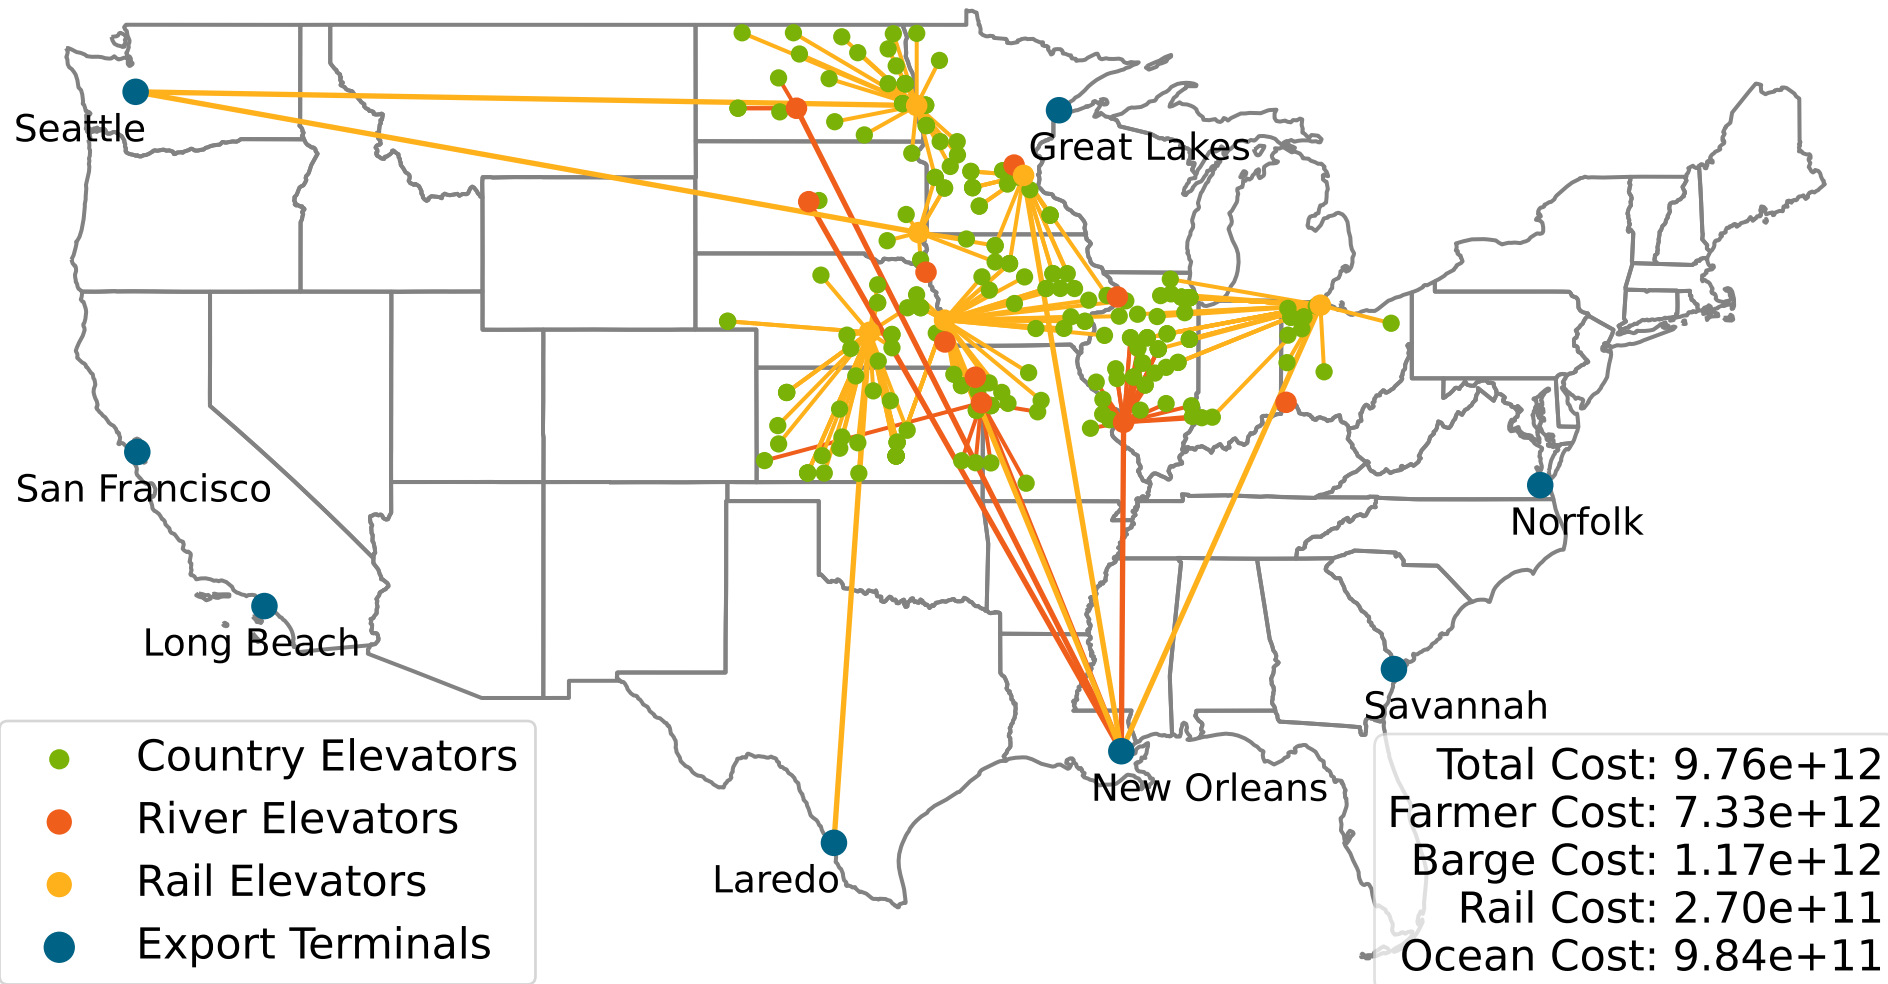 Seattle
Great Lakes
San Francisco
Norfolk
Long Beach
Savannah
New Orleans
Laredo
Country Elevators
River Elevators
Rail Elevators
Export Terminals
Total Cost: 9.76e+12
Farmer Cost: 7.33e+12
Barge Cost: 1.17e+12
Rail Cost: 2.70e+11
Ocean Cost: 9.84e+11